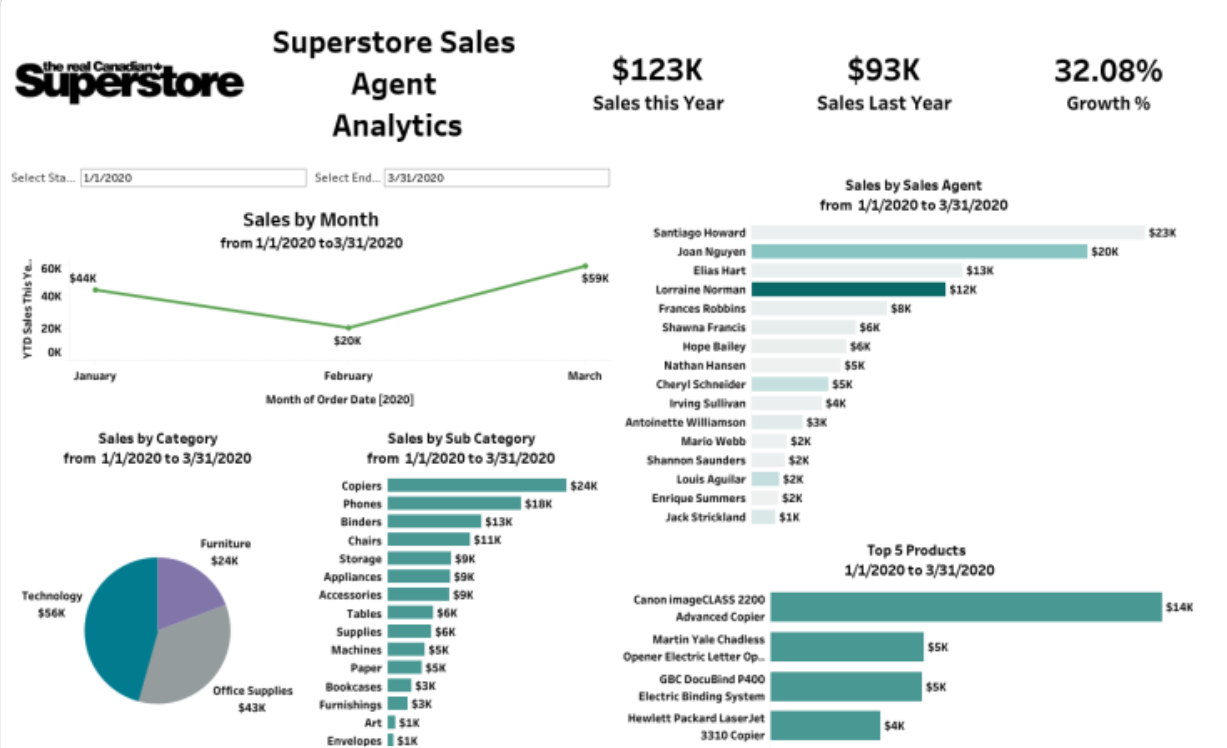 the real Canadian
Superstore
Superstore Sales
Agent
Analytics
$123K
Sales this Year
$93K
Sales Last Year
32.08%
Growth %
Select Sta...
1/1/2020
Select End...
3/31/2020
Sales by Month
from 1/1/2020 to3/31/2020
YTD Sales This Ye..
60K
40K
20K
0K
$44K
$20K
$59K
January
February
March
Month of Order Date [2020]
Sales by Category
from 1/1/2020 to 3/31/2020
Furniture
$24K
Technology
$56K
Office Supplies
$43K
Sales by Sub Category
from 1/1/2020 to 3/31/2020
Copiers $24K
Phones $18K
Binders $13K
Chairs $11K
Storage $9K
Appliances $9K
Accessories $9K
Tables $6K
Supplies $6K
Machines $5K
Paper $5K
Bookcases $3K
Furnishings $3K
Art $1K
Envelopes $1K
Sales by Sales Agent
from 1/1/2020 to 3/31/2020
Santiago Howard $23K
Joan Nguyen $20K
Elias Hart $13K
Lorraine Norman $12K
Frances Robbins $8K
Shawna Francis $6K
Hope Bailey $6K
Nathan Hansen $5K
Cheryl Schneider $5K
Irving Sullivan $4K
Antoinette Williamson $3K
Mario Webb $2K
Shannon Saunders $2K
Louis Aguilar $2K
Enrique Summers $2K
Jack Strickland $1K
Top 5 Products
1/1/2020 to 3/31/2020
Canon imageCLASS 2200
Advanced Copier
$14K
Martin Yale Chadless
Opener Electric Letter Op..
$5K
GBC DocuBind P400
Electric Binding System
$5K
Hewlett Packard LaserJet
3310 Copier
$4K